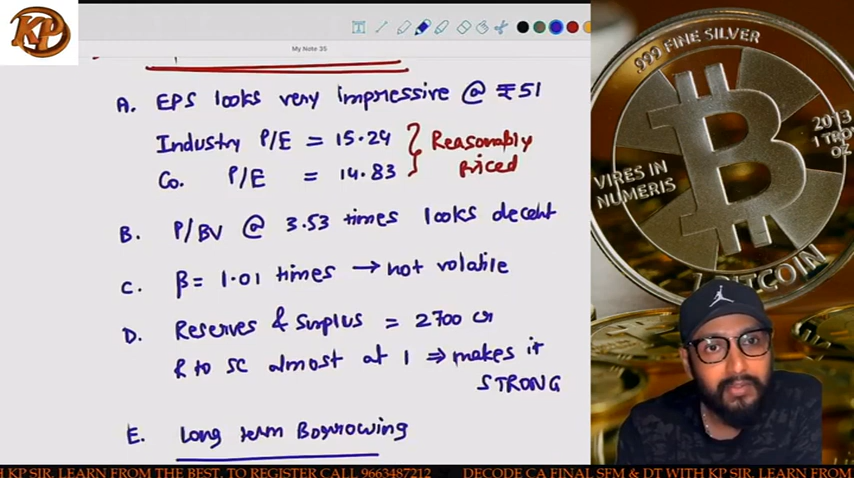 KP
My Note 35
A. EPS looks very impressive @ ₹51
Industry P/E = 15.24
Co. P/E = 14.83
Reasonably
Priced
B. P/BV @ 3.53 times looks decent
C. β = 1.01 times → not volatile
D. Reserves & Surplus = 2700 cr
R to SC almost at 1 ⇒ makes it
STRONG
E. Long term Borrowing
.999 FINE SILVER
2013
1 TROY
OZ
VIRES IN
NUMERIS
BITCOIN
H KP SIR. LEARN FROM THE BEST. TO REGISTER CALL 9663487212 DECODE CA FINAL SFM & DT WITH KP SIR. LEARN FROM